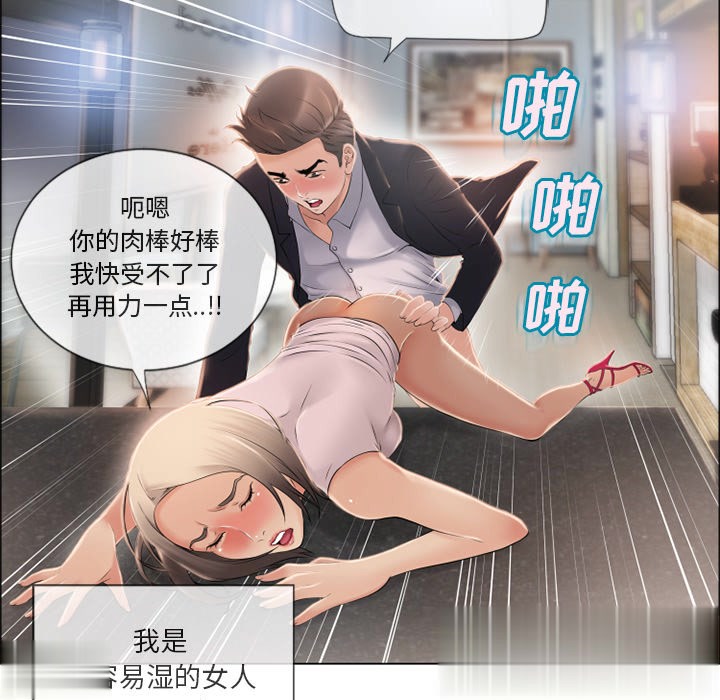 啪
啪
啪
呃嗯
你的肉棒好棒
我快受不了了
再用力一点..!!
我是
容易湿的女人